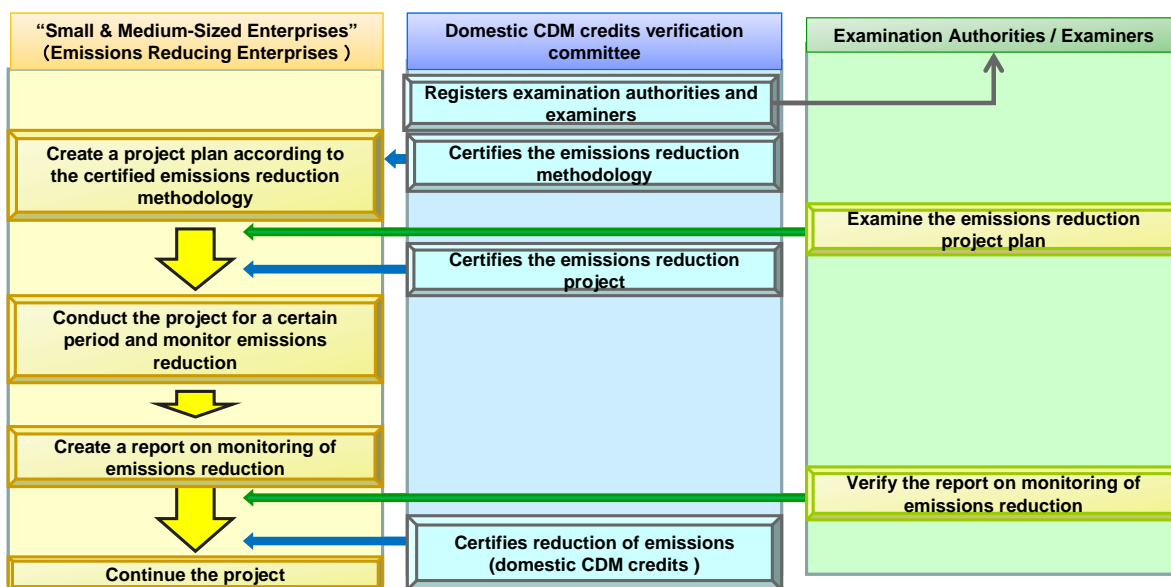 “Small & Medium-Sized Enterprises”
（Emissions Reducing Enterprises ）
Domestic CDM credits verification
committee
Examination Authorities / Examiners
Registers examination authorities and
examiners
Create a project plan according to
the certified emissions reduction
methodology
Certifies the emissions reduction
methodology
Examine the emissions reduction
project plan
Certifies the emissions reduction
project
Conduct the project for a certain
period and monitor emissions
reduction
Create a report on monitoring of
emissions reduction
Verify the report on monitoring of
emissions reduction
Certifies reduction of emissions
(domestic CDM credits )
Continue the project